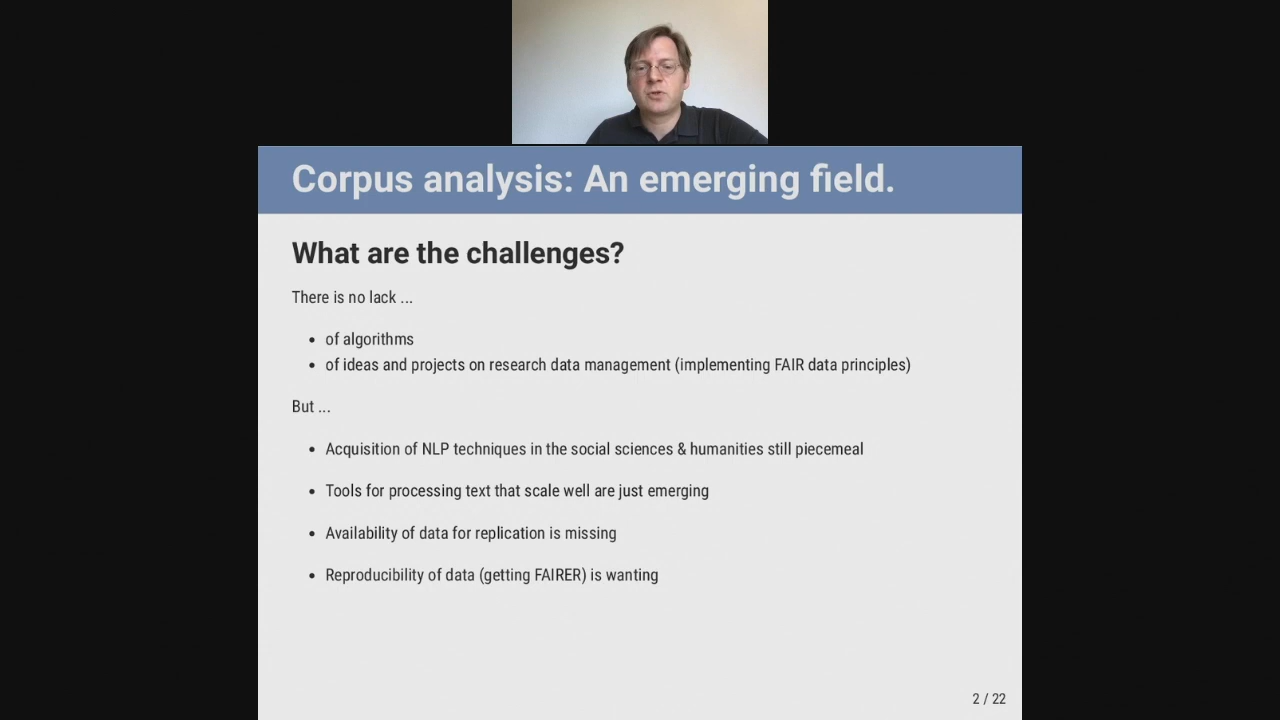 Corpus analysis: An emerging field.
What are the challenges?
There is no lack ...
• of algorithms
• of ideas and projects on research data management (implementing FAIR data principles)
But ...
• Acquisition of NLP techniques in the social sciences & humanities still piecemeal
• Tools for processing text that scale well are just emerging
• Availability of data for replication is missing
• Reproducibility of data (getting FAIRER) is wanting
2 / 22